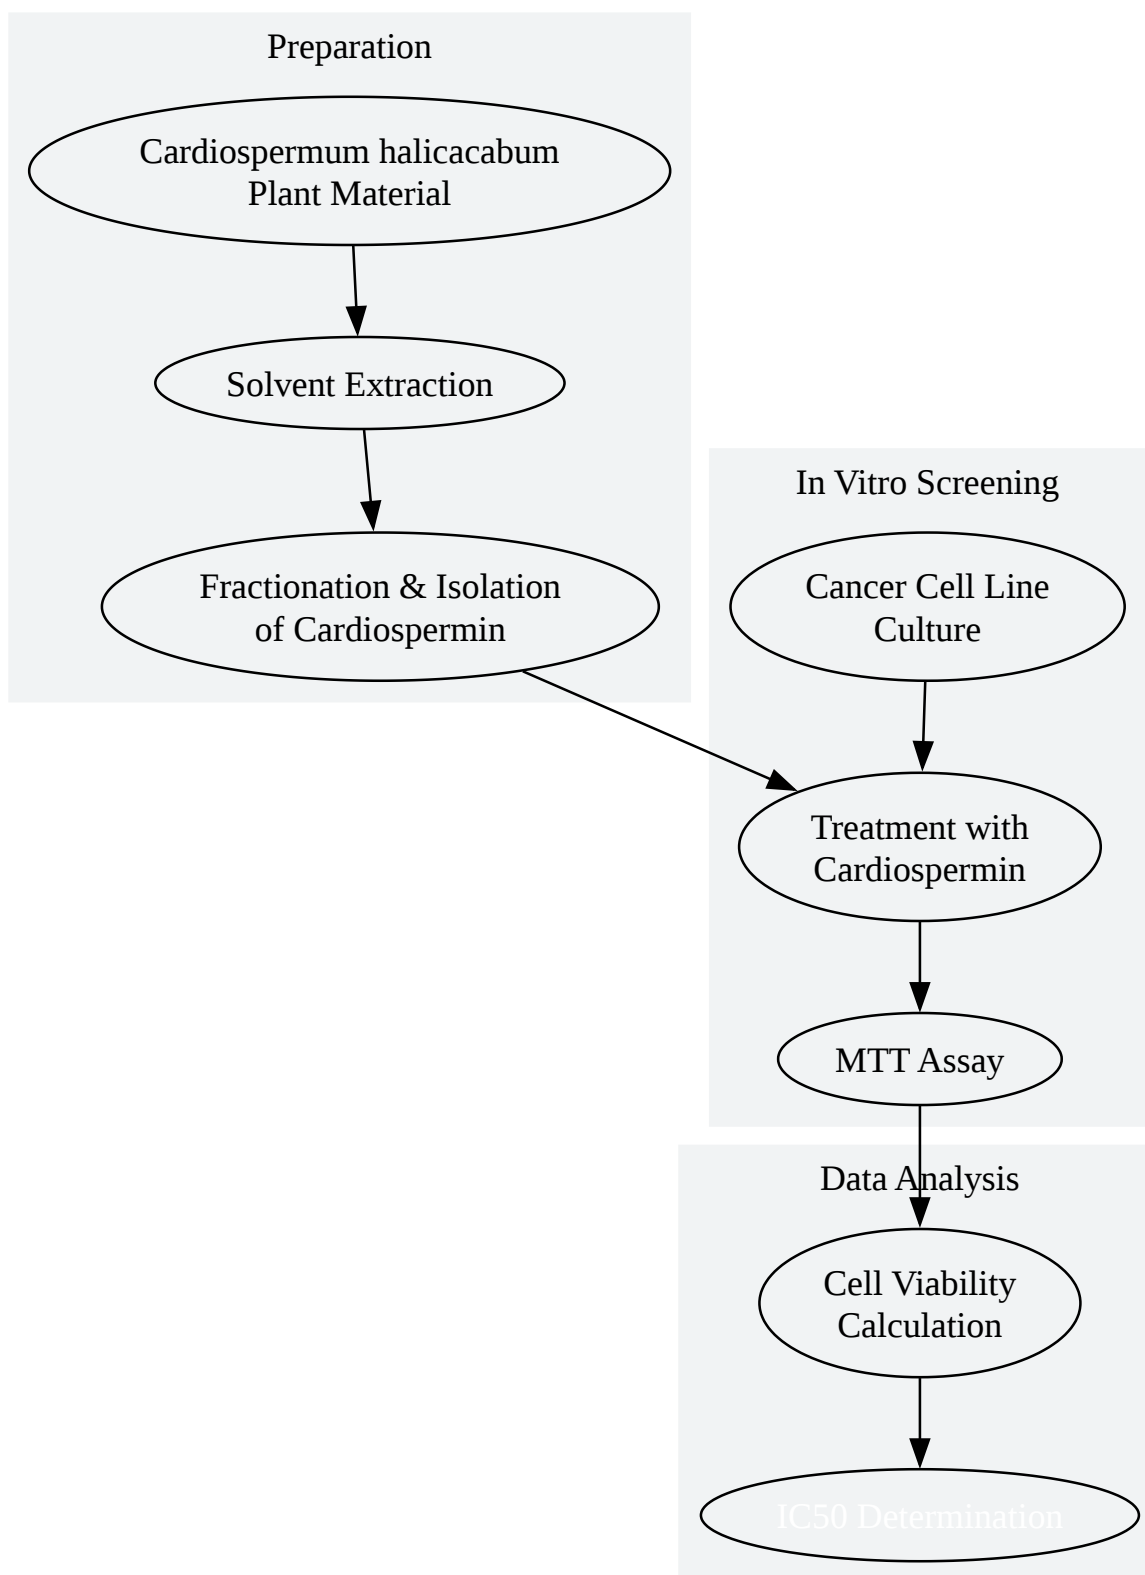 Preparation
Cardiospermum halicacabum
Plant Material
Solvent Extraction
Fractionation & Isolation
of Cardiospermin
In Vitro Screening
Cancer Cell Line
Culture
Treatment with
Cardiospermin
MTT Assay
Data Analysis
Cell Viability
Calculation
IC50 Determination